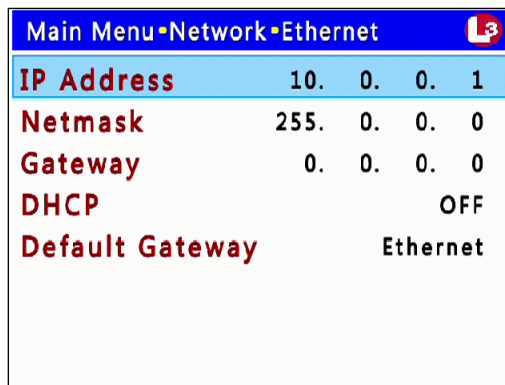 Main Menu•Network•Ethernet L3
IP Address 10. 0. 0. 1
Netmask 255. 0. 0. 0
Gateway 0. 0. 0. 0
DHCP OFF
Default Gateway Ethernet